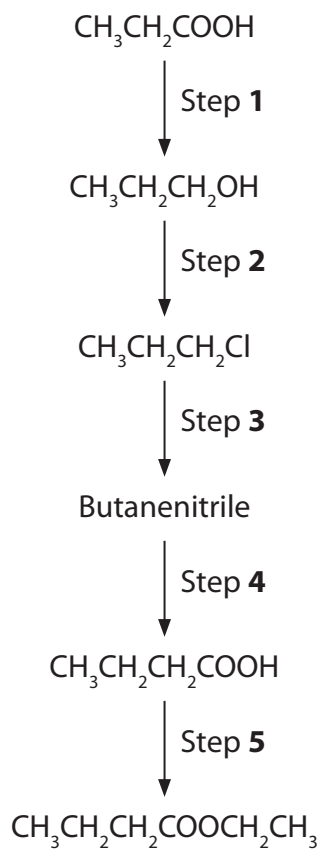 CH₃CH₂COOH
Step 1
CH₃CH₂CH₂OH
Step 2
CH₃CH₂CH₂Cl
Step 3
Butanenitrile
Step 4
CH₃CH₂CH₂COOH
Step 5
CH₃CH₂CH₂COOCH₂CH₃